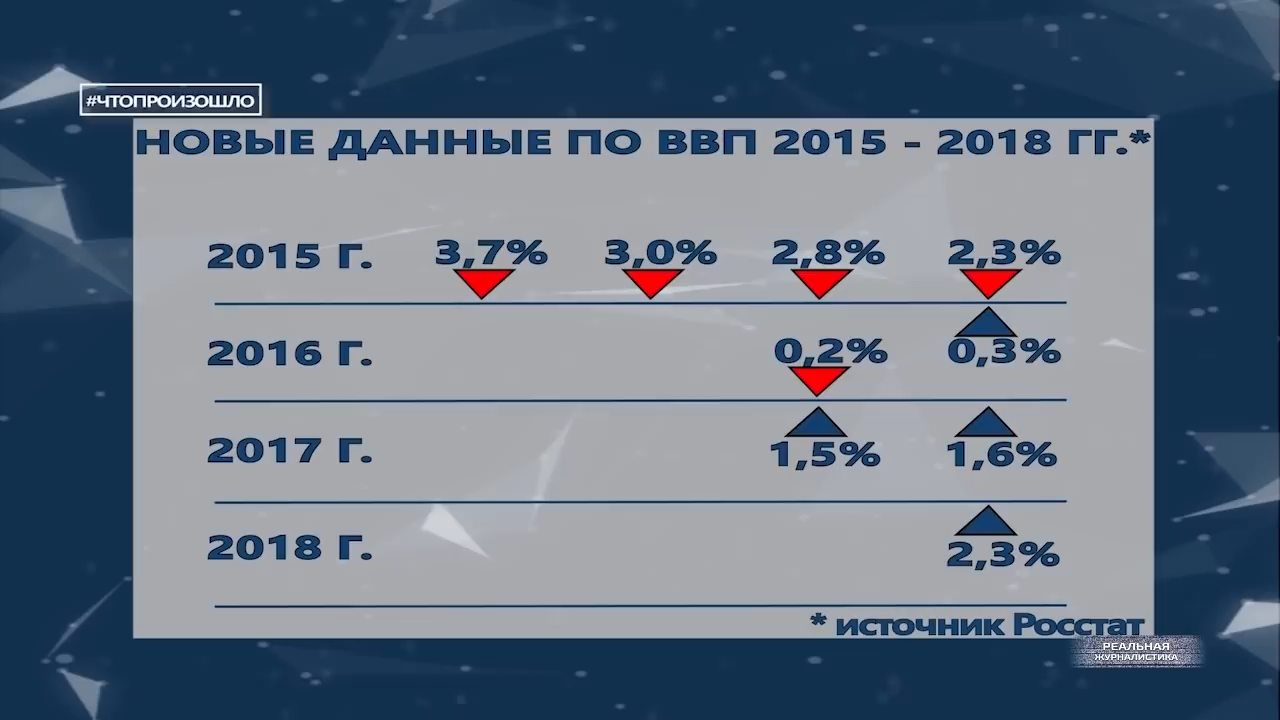 #ЧТОПРОИЗОШЛО
НОВЫЕ ДАННЫЕ ПО ВВП 2015 - 2018 ГГ.*
2015 Г. 3,7% 3,0% 2,8% 2,3%
2016 Г. 0,2% 0,3%
2017 Г. 1,5% 1,6%
2018 Г. 2,3%
* источник Росстат
РЕАЛЬНАЯ
ЖУРНАЛИСТИКА